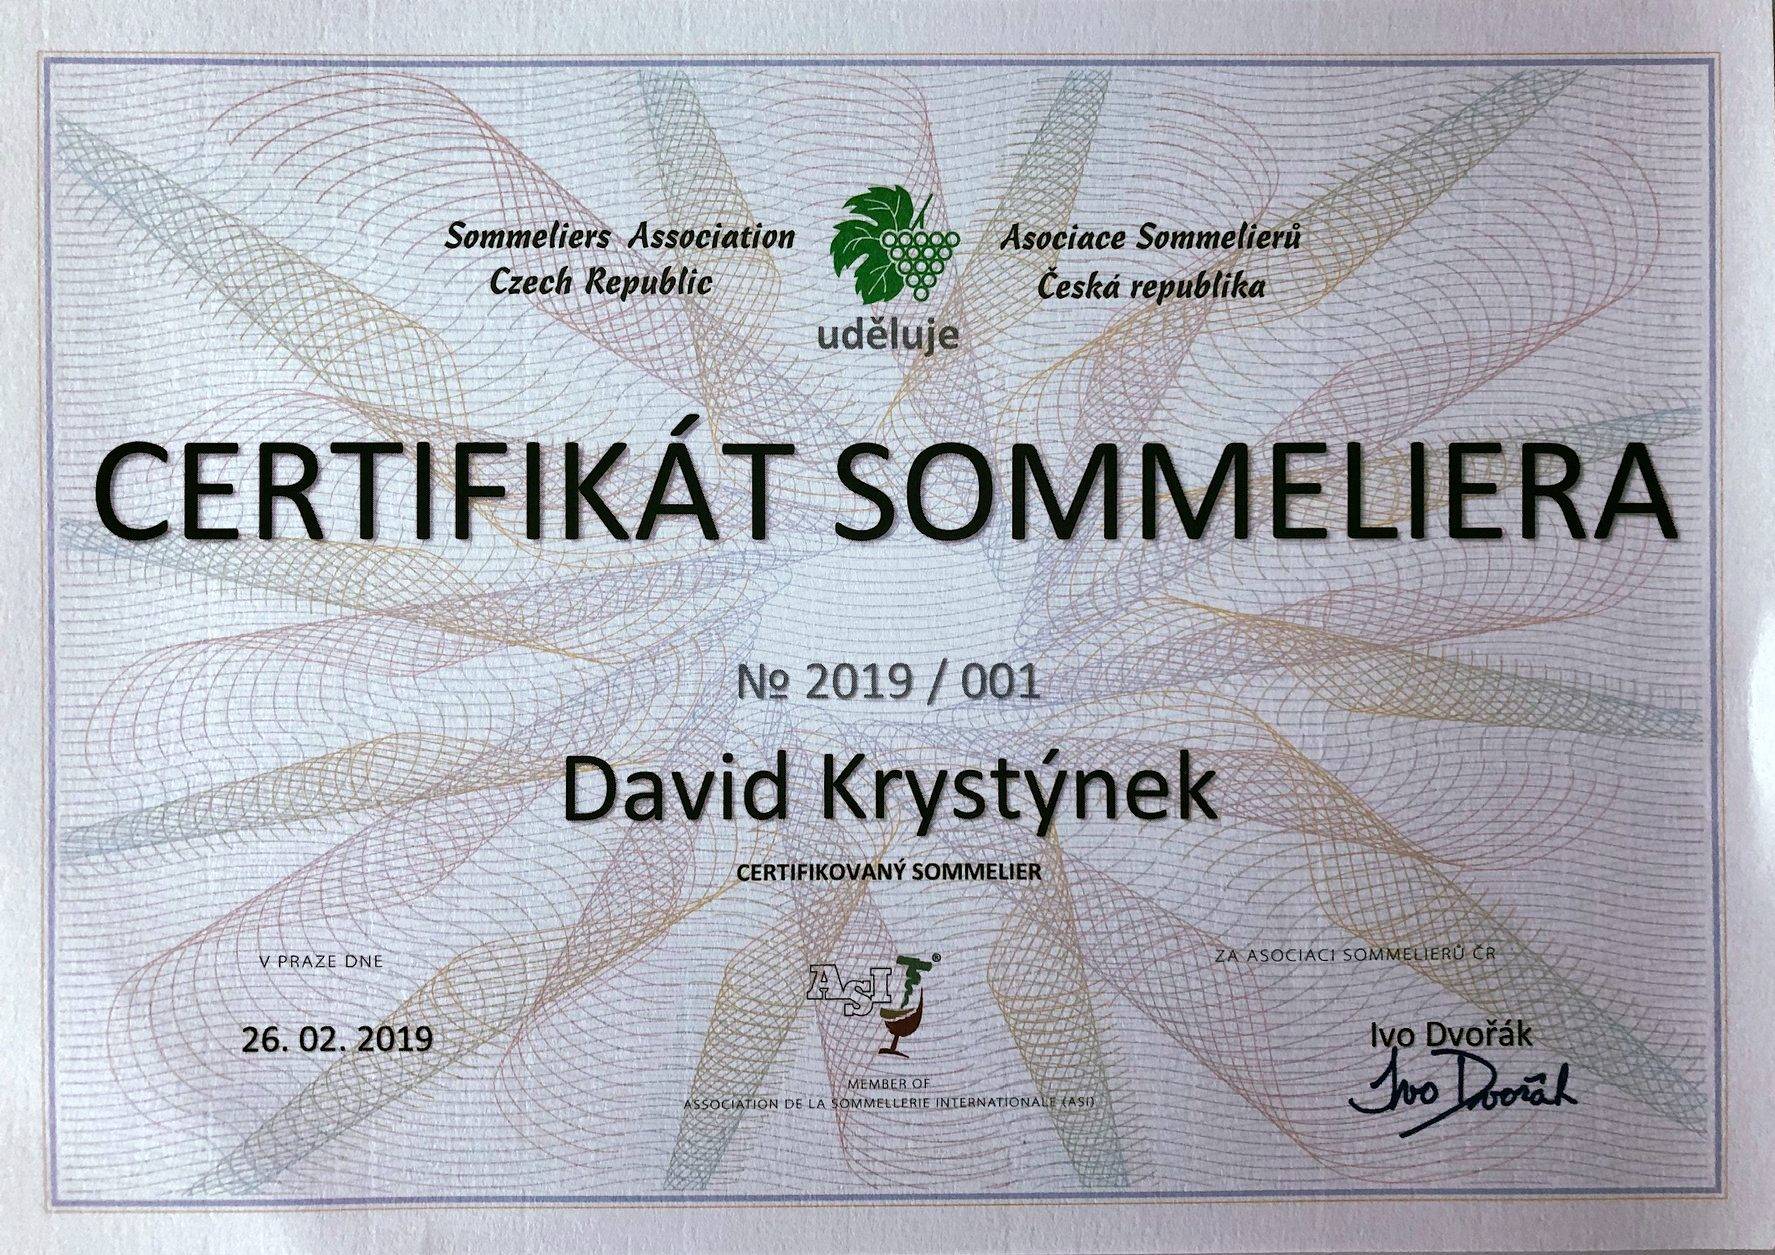 Sommeliers Association
Czech Republic
Asociace Sommelierů
Česká republika
uděluje
CERTIFIKÁT SOMMELIERA
№ 2019 / 001
David Krystýnek
CERTIFIKOVANÝ SOMMELIER
V PRAZE DNE
26. 02. 2019
ASI ®
MEMBER OF
ASSOCIATION DE LA SOMMELLERIE INTERNATIONALE (ASI)
ZA ASOCIACI SOMMELIERŮ ČR
Ivo Dvořák
Ivo Dvořák